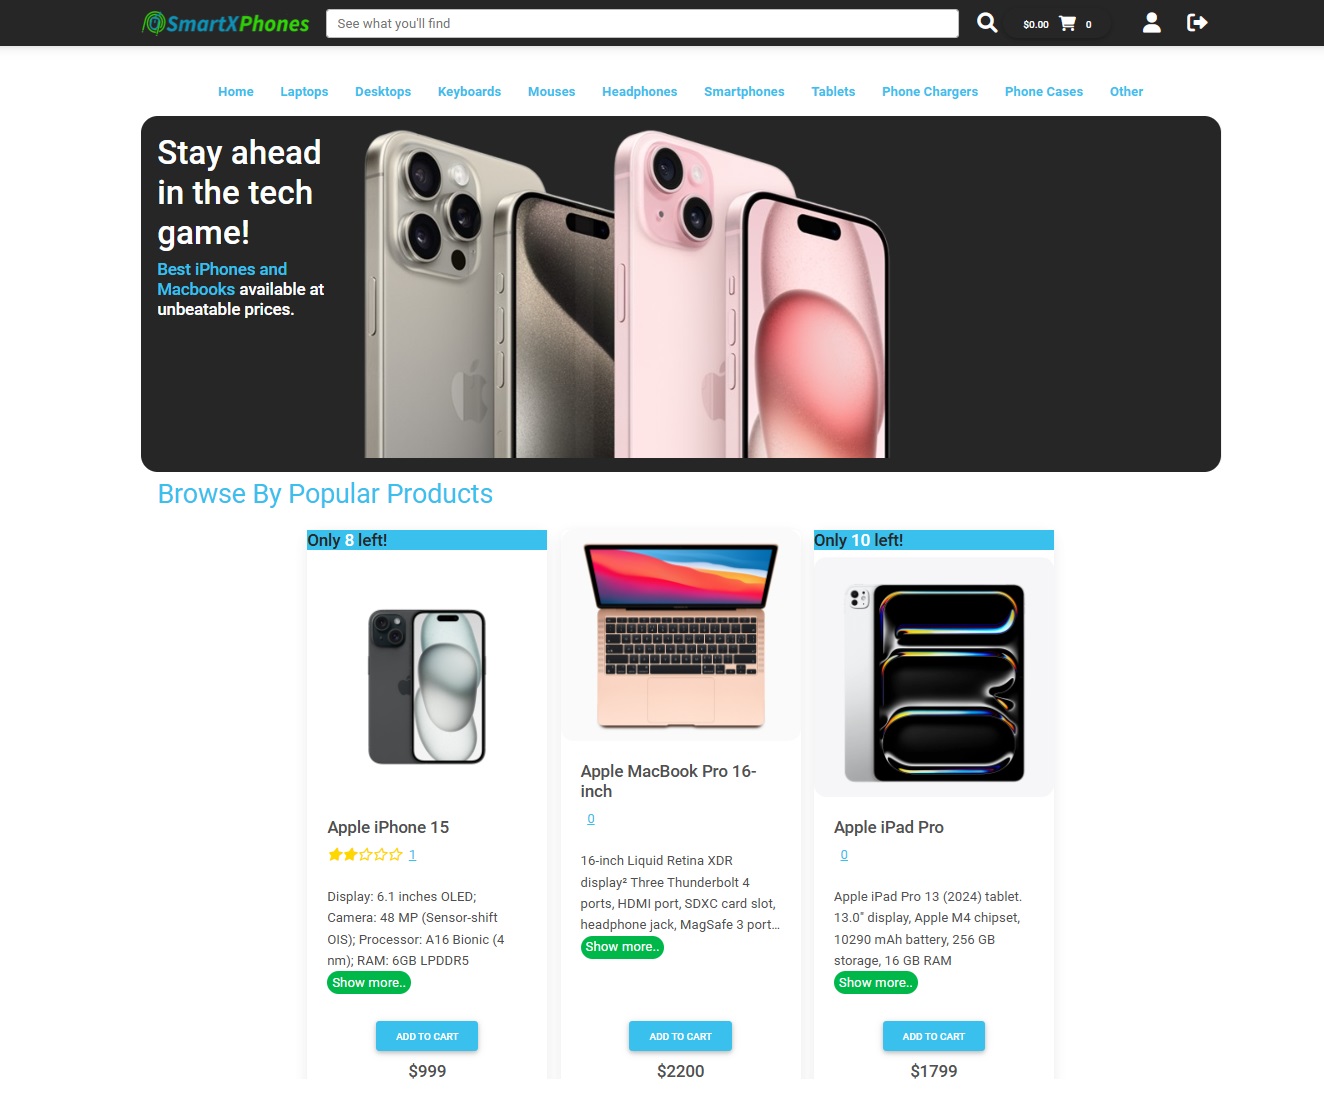 SmartXPhones
See what you'll find
$0.00 0
Home Laptops Desktops Keyboards Mouses Headphones Smartphones Tablets Phone Chargers Phone Cases Other
Stay ahead
in the tech
game!
Best iPhones and
Macbooks available at
unbeatable prices.
Browse By Popular Products
Only 8 left!
Apple iPhone 15
1
Display: 6.1 inches OLED;
Camera: 48 MP (Sensor-shift
OIS); Processor: A16 Bionic (4
nm); RAM: 6GB LPDDR5
Show more..
ADD TO CART
$999
Apple MacBook Pro 16-
inch
0
16-inch Liquid Retina XDR
display² Three Thunderbolt 4
ports, HDMI port, SDXC card slot,
headphone jack, MagSafe 3 port...
Show more..
ADD TO CART
$2200
Only 10 left!
Apple iPad Pro
0
Apple iPad Pro 13 (2024) tablet.
13.0″ display, Apple M4 chipset,
10290 mAh battery, 256 GB
storage, 16 GB RAM
Show more..
ADD TO CART
$1799